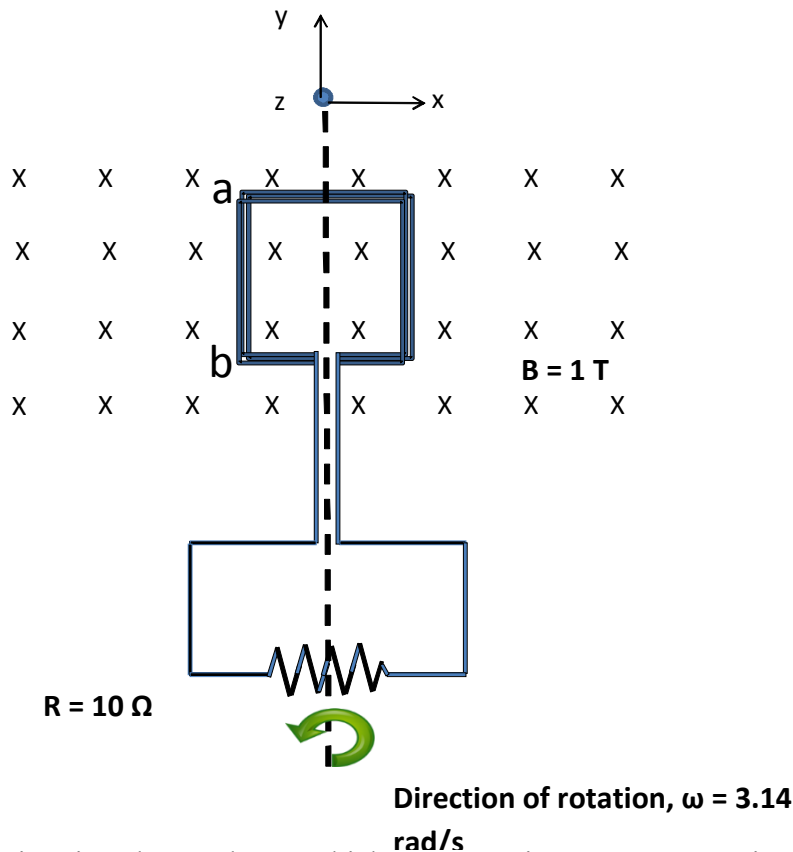 y
z x
X X X X X X X X
a
X X X X X X X X
X X X X X X X X
b
B = 1 T
X X X X X X X X
R = 10 Ω
Direction of rotation, ω = 3.14
rad/s